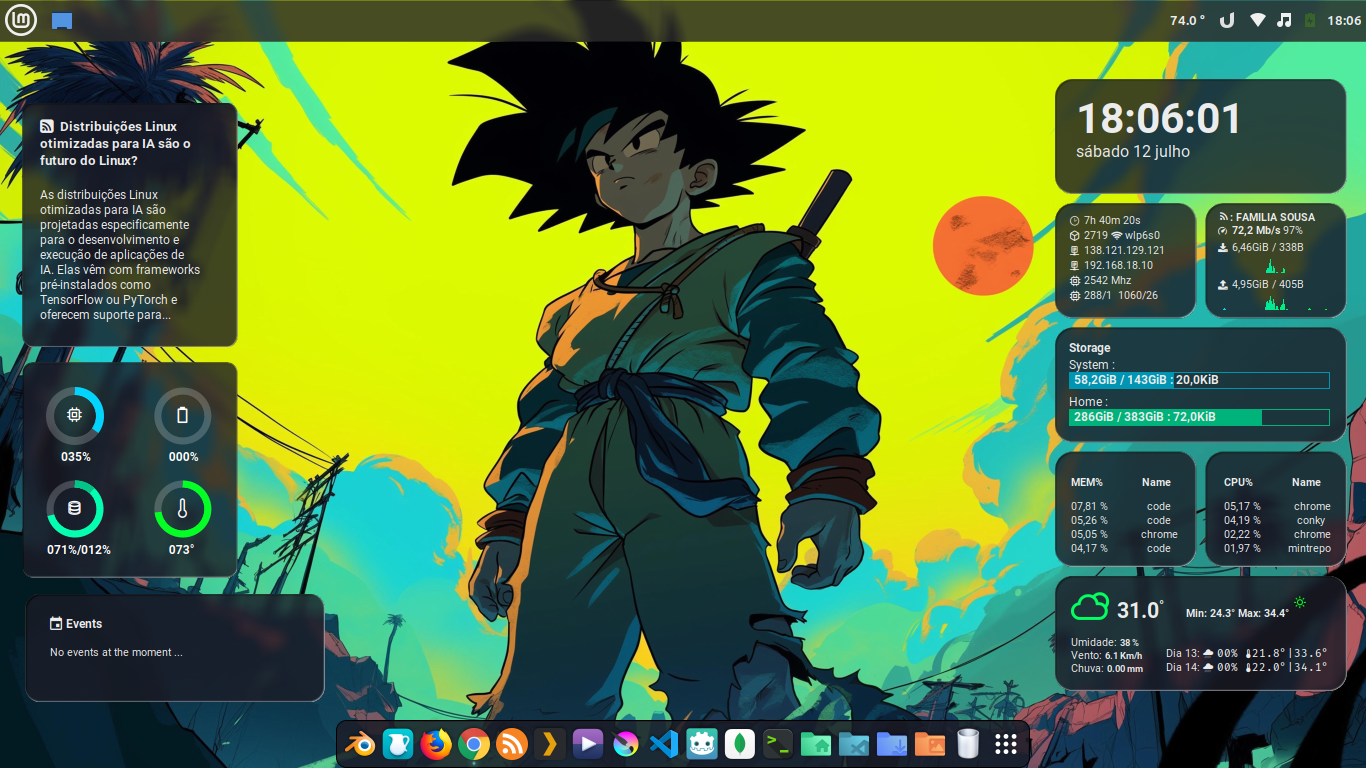 74.0 °
18:06
Distribuições Linux
otimizadas para IA são o
futuro do Linux?
As distribuições Linux
otimizadas para IA são
projetadas especificamente
para o desenvolvimento e
execução de aplicações de
IA. Elas vêm com frameworks
pré-instalados como
TensorFlow ou PyTorch e
oferecem suporte para...
035%
000%
071%/012%
073°
Events
No events at the moment ...
18:06:01
sábado 12 julho
7h 40m 20s
2719 wlp6s0
138.121.129.121
192.168.18.10
2542 Mhz
288/1 1060/26
: FAMILIA SOUSA
72,2 Mb/s 97%
6,46GiB / 338B
4,95GiB / 405B
Storage
System :
58,2GiB / 143GiB : 20,0KiB
Home :
286GiB / 383GiB : 72,0KiB
MEM% Name
07,81 % code
05,26 % code
05,05 % chrome
04,17 % code
CPU% Name
05,17 % chrome
04,19 % conky
02,22 % chrome
01,97 % mintrepo
31.0°
Min: 24.3° Max: 34.4°
Umidade: 38 %
Vento: 6.1 Km/h
Chuva: 0.00 mm
Dia 13: 00% 21.8°|33.6°
Dia 14: 00% 22.0°|34.1°